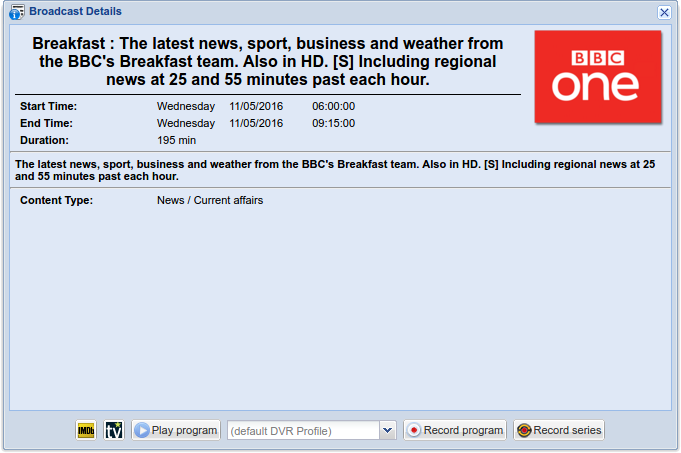 Broadcast Details
Breakfast : The latest news, sport, business and weather from
the BBC's Breakfast team. Also in HD. [S] Including regional
news at 25 and 55 minutes past each hour.
BBC
one
Start Time: Wednesday 11/05/2016 06:00:00
End Time: Wednesday 11/05/2016 09:15:00
Duration: 195 min
The latest news, sport, business and weather from the BBC's Breakfast team. Also in HD. [S] Including regional news at 25
and 55 minutes past each hour.
Content Type: News / Current affairs
IMDb tv Play program (default DVR Profile) Record program Record series